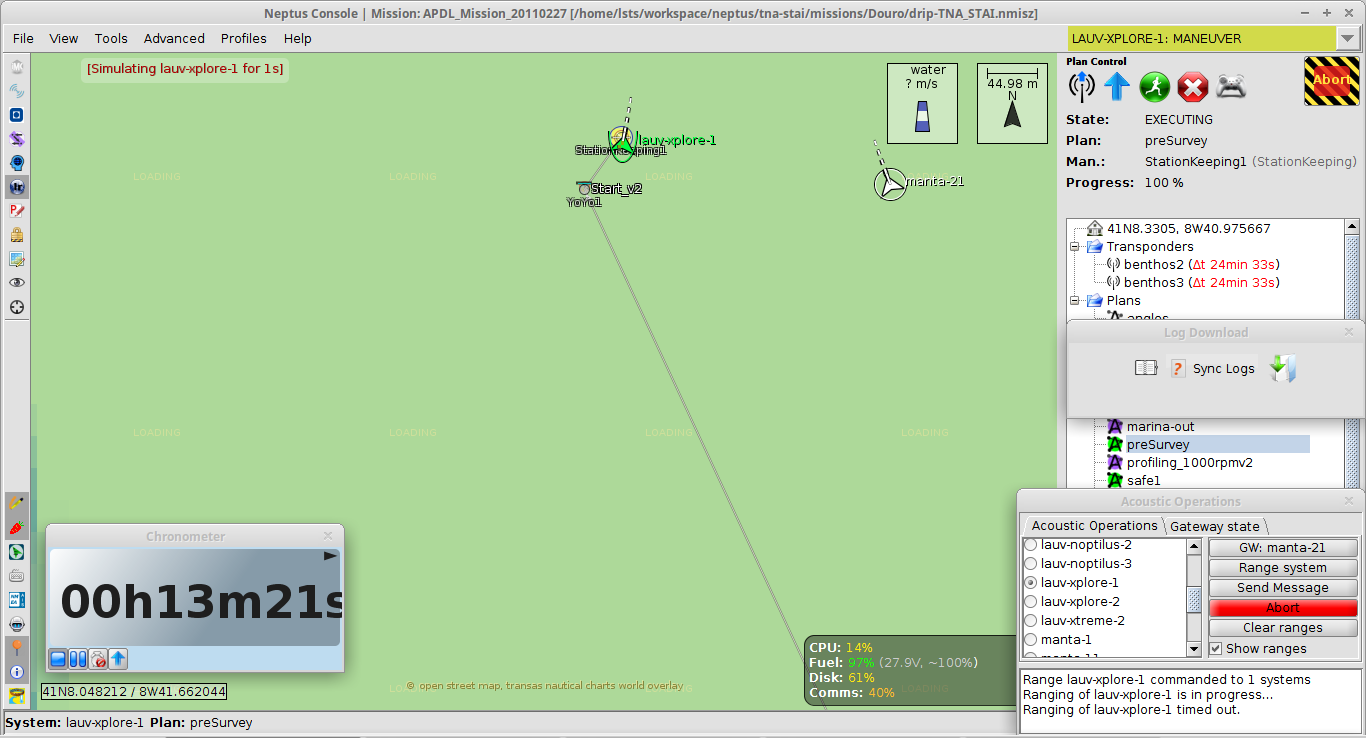 Neptus Console | Mission: APDL_Mission_20110227 [/home/lsts/workspace/neptus/tna-stai/missions/Douro/drip-TNA_STAI.nmisz]
File View Tools Advanced Profiles Help
LAUV-XPLORE-1: MANEUVER
[Simulating lauv-xplore-1 for 1s]
water
? m/s
44.98 m
N
lauv-xplore-1
StationKeeping1
Start_v2
YoYo1
manta-21
LOADING LOADING LOADING LOADING
LOADING LOADING LOADING LOADING
Plan Control
Abort
State: EXECUTING
Plan: preSurvey
Man.: StationKeeping1 (StationKeeping)
Progress: 100 %
41N8.3305, 8W40.975667
Transponders
benthos2 (Δt 24min 33s)
benthos3 (Δt 24min 33s)
Plans
angles
Log Download
Sync Logs
marina-out
preSurvey
profiling_1000rpmv2
safe1
Acoustic Operations
Acoustic Operations Gateway state
lauv-noptilus-2
lauv-noptilus-3
lauv-xplore-1
lauv-xplore-2
lauv-xtreme-2
manta-1
manta-11
GW: manta-21
Range system
Send Message
Abort
Clear ranges
Show ranges
Range lauv-xplore-1 commanded to 1 systems
Ranging of lauv-xplore-1 is in progress...
Ranging of lauv-xplore-1 timed out.
Chronometer
00h13m21s
CPU: 14%
Fuel: 97% (27.9V, ~100%)
Disk: 61%
Comms: 40%
© open street map, transas nautical charts world overlay
41N8.048212 / 8W41.662044
System: lauv-xplore-1 Plan: preSurvey